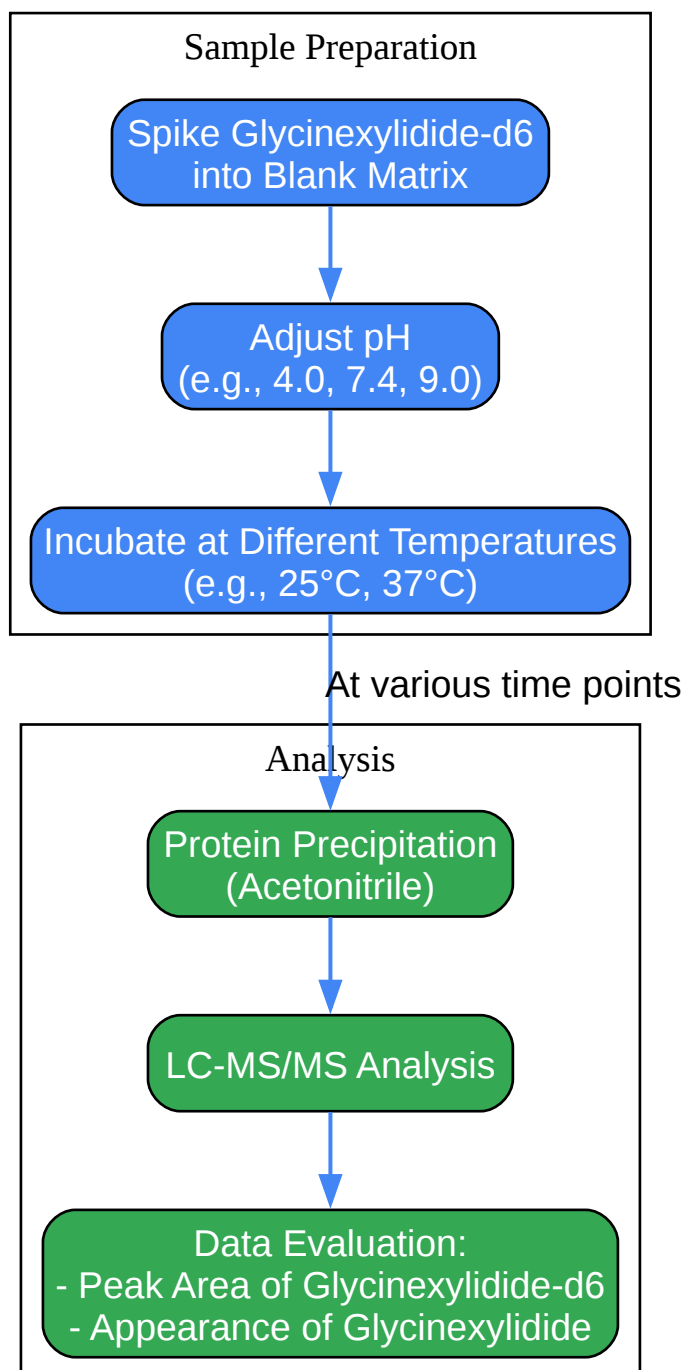 Sample Preparation
Spike Glycinexylidide-d6
into Blank Matrix
Adjust pH
(e.g., 4.0, 7.4, 9.0)
Incubate at Different Temperatures
(e.g., 25°C, 37°C)
At various time points
Analysis
Protein Precipitation
(Acetonitrile)
LC-MS/MS Analysis
Data Evaluation:
- Peak Area of Glycinexylidide-d6
- Appearance of Glycinexylidide